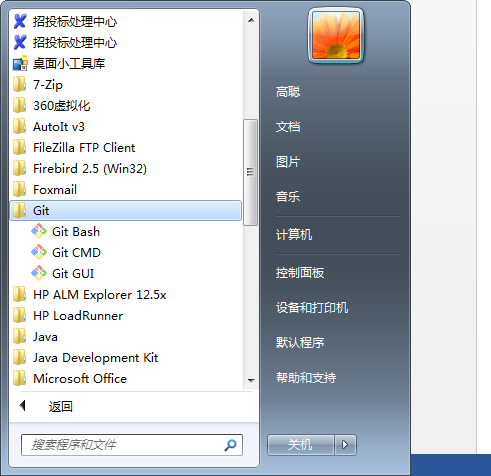 招投标处理中心
招投标处理中心
桌面小工具库
7-Zip
360虚拟化
AutoIt v3
FileZilla FTP Client
Firebird 2.5 (Win32)
Foxmail
Git
Git Bash
Git CMD
Git GUI
HP ALM Explorer 12.5x
HP LoadRunner
Java
Java Development Kit
Microsoft Office
返回
搜索程序和文件
高聪
文档
图片
音乐
计算机
控制面板
设备和打印机
默认程序
帮助和支持
关机